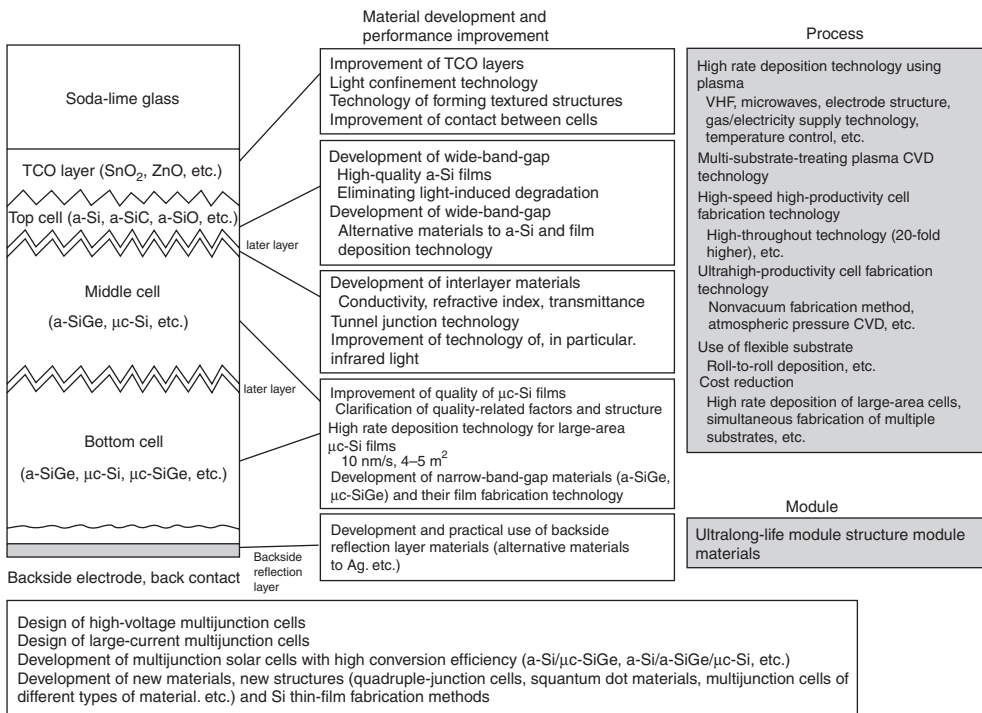 Material development and
performance improvement
Process
Soda-lime glass
TCO layer (SnO₂, ZnO, etc.)
Top cell (a-Si, a-SiC, a-SiO, etc.)
later layer
Middle cell
(a-SiGe, μc-Si, etc.)
later layer
Bottom cell
(a-SiGe, μc-Si, μc-SiGe, etc.)
Backside electrode, back contact
Backside
reflection
layer
Improvement of TCO layers
Light confinement technology
Technology of forming textured structures
Improvement of contact between cells
Development of wide-band-gap
High-quality a-Si films
Eliminating light-induced degradation
Development of wide-band-gap
Alternative materials to a-Si and film
deposition technology
Development of interlayer materials
Conductivity, refractive index, transmittance
Tunnel junction technology
Improvement of technology of, in particular.
infrared light
Improvement of quality of μc-Si films
Clarification of quality-related factors and structure
High rate deposition technology for large-area
μc-Si films
10 nm/s, 4–5 m²
Development of narrow-band-gap materials (a-SiGe,
μc-SiGe) and their film fabrication technology
Development and practical use of backside
reflection layer materials (alternative materials
to Ag. etc.)
High rate deposition technology using
plasma
VHF, microwaves, electrode structure,
gas/electricity supply technology,
temperature control, etc.
Multi-substrate-treating plasma CVD
technology
High-speed high-productivity cell
fabrication technology
High-throughout technology (20-fold
higher), etc.
Ultrahigh-productivity cell fabrication
technology
Nonvacuum fabrication method,
atmospheric pressure CVD, etc.
Use of flexible substrate
Roll-to-roll deposition, etc.
Cost reduction
High rate deposition of large-area cells,
simultaneous fabrication of multiple
substrates, etc.
Module
Ultralong-life module structure module
materials
Design of high-voltage multijunction cells
Design of large-current multijunction cells
Development of multijunction solar cells with high conversion efficiency (a-Si/μc-SiGe, a-Si/a-SiGe/μc-Si, etc.)
Development of new materials, new structures (quadruple-junction cells, squantum dot materials, multijunction cells of
different types of material. etc.) and Si thin-film fabrication methods